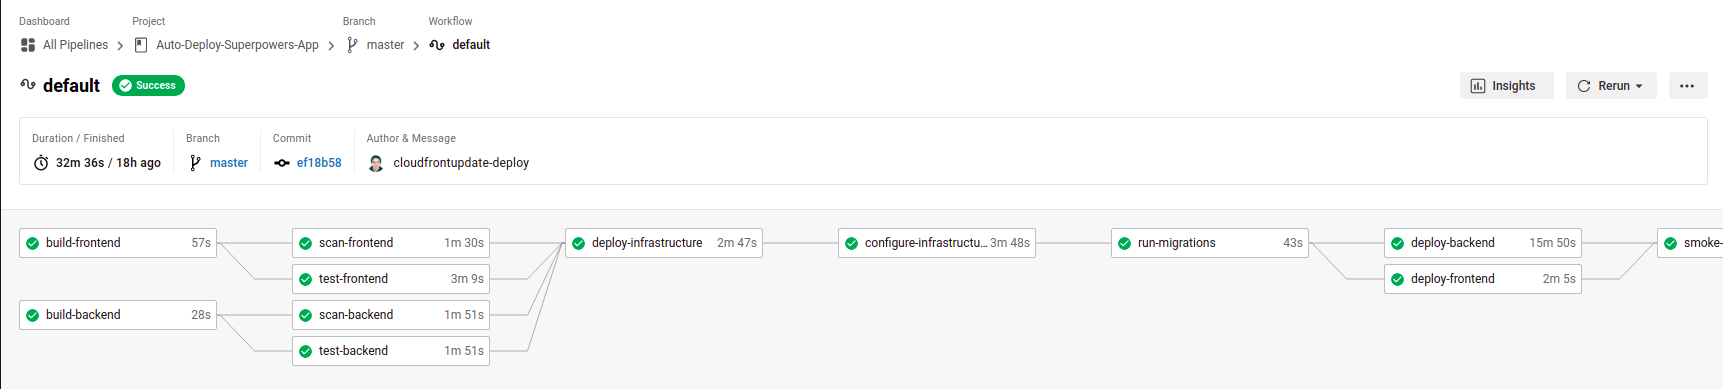 Dashboard Project Branch Workflow
All Pipelines Auto-Deploy-Superpowers-App master default
default Success Insights Rerun
Duration / Finished Branch Commit Author & Message
32m 36s / 18h ago master ef18b58 cloudfrontupdate-deploy
build-frontend 57s scan-frontend 1m 30s deploy-infrastructure 2m 47s configure-infrastructu... 3m 48s run-migrations 43s deploy-backend 15m 50s smoke-
test-frontend 3m 9s deploy-frontend 2m 5s
build-backend 28s scan-backend 1m 51s
test-backend 1m 51s